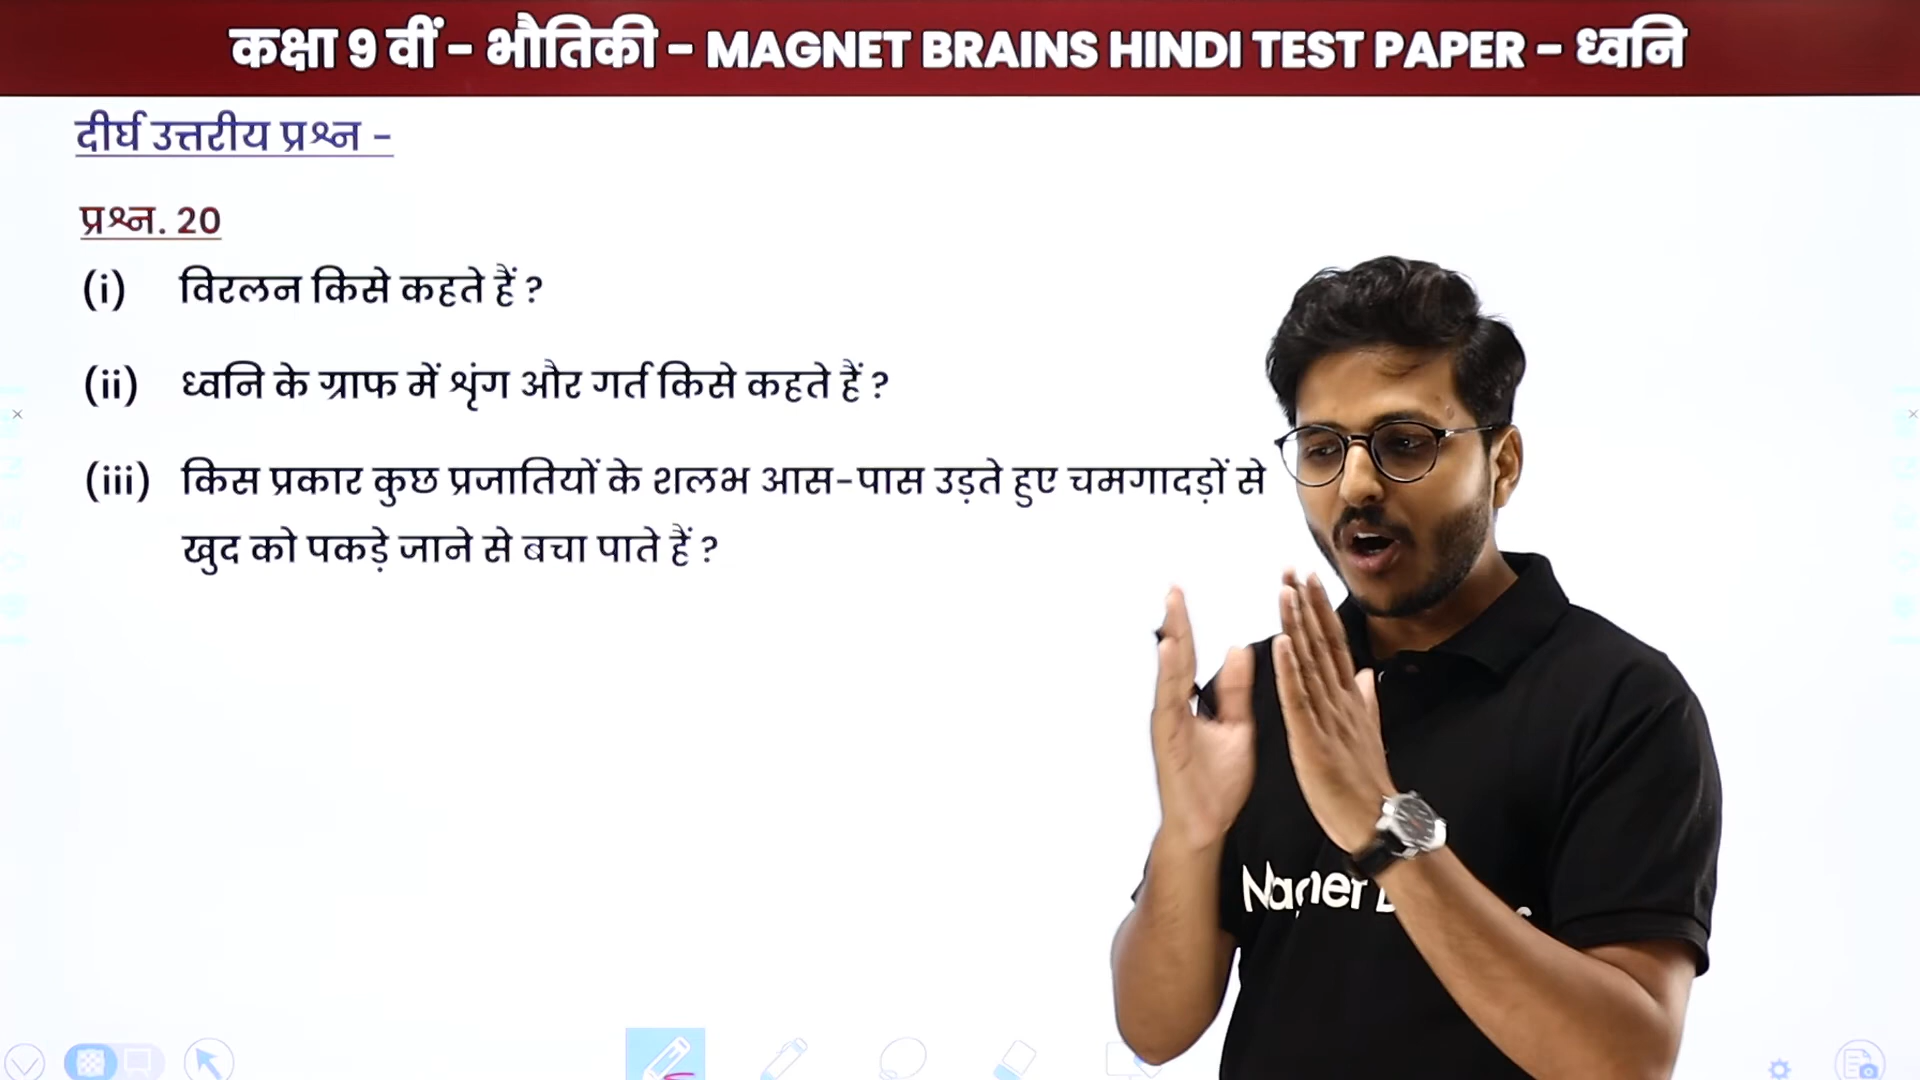 कक्षा 9 वीं - भौतिकी - MAGNET BRAINS HINDI TEST PAPER - ध्वनि
दीर्घ उत्तरीय प्रश्न -
प्रश्न. 20
(i) विरलन किसे कहते हैं ?
(ii) ध्वनि के ग्राफ में शृंग और गर्त किसे कहते हैं ?
(iii) किस प्रकार कुछ प्रजातियों के शलभ आस-पास उड़ते हुए चमगादड़ों से
खुद को पकड़े जाने से बचा पाते हैं ?